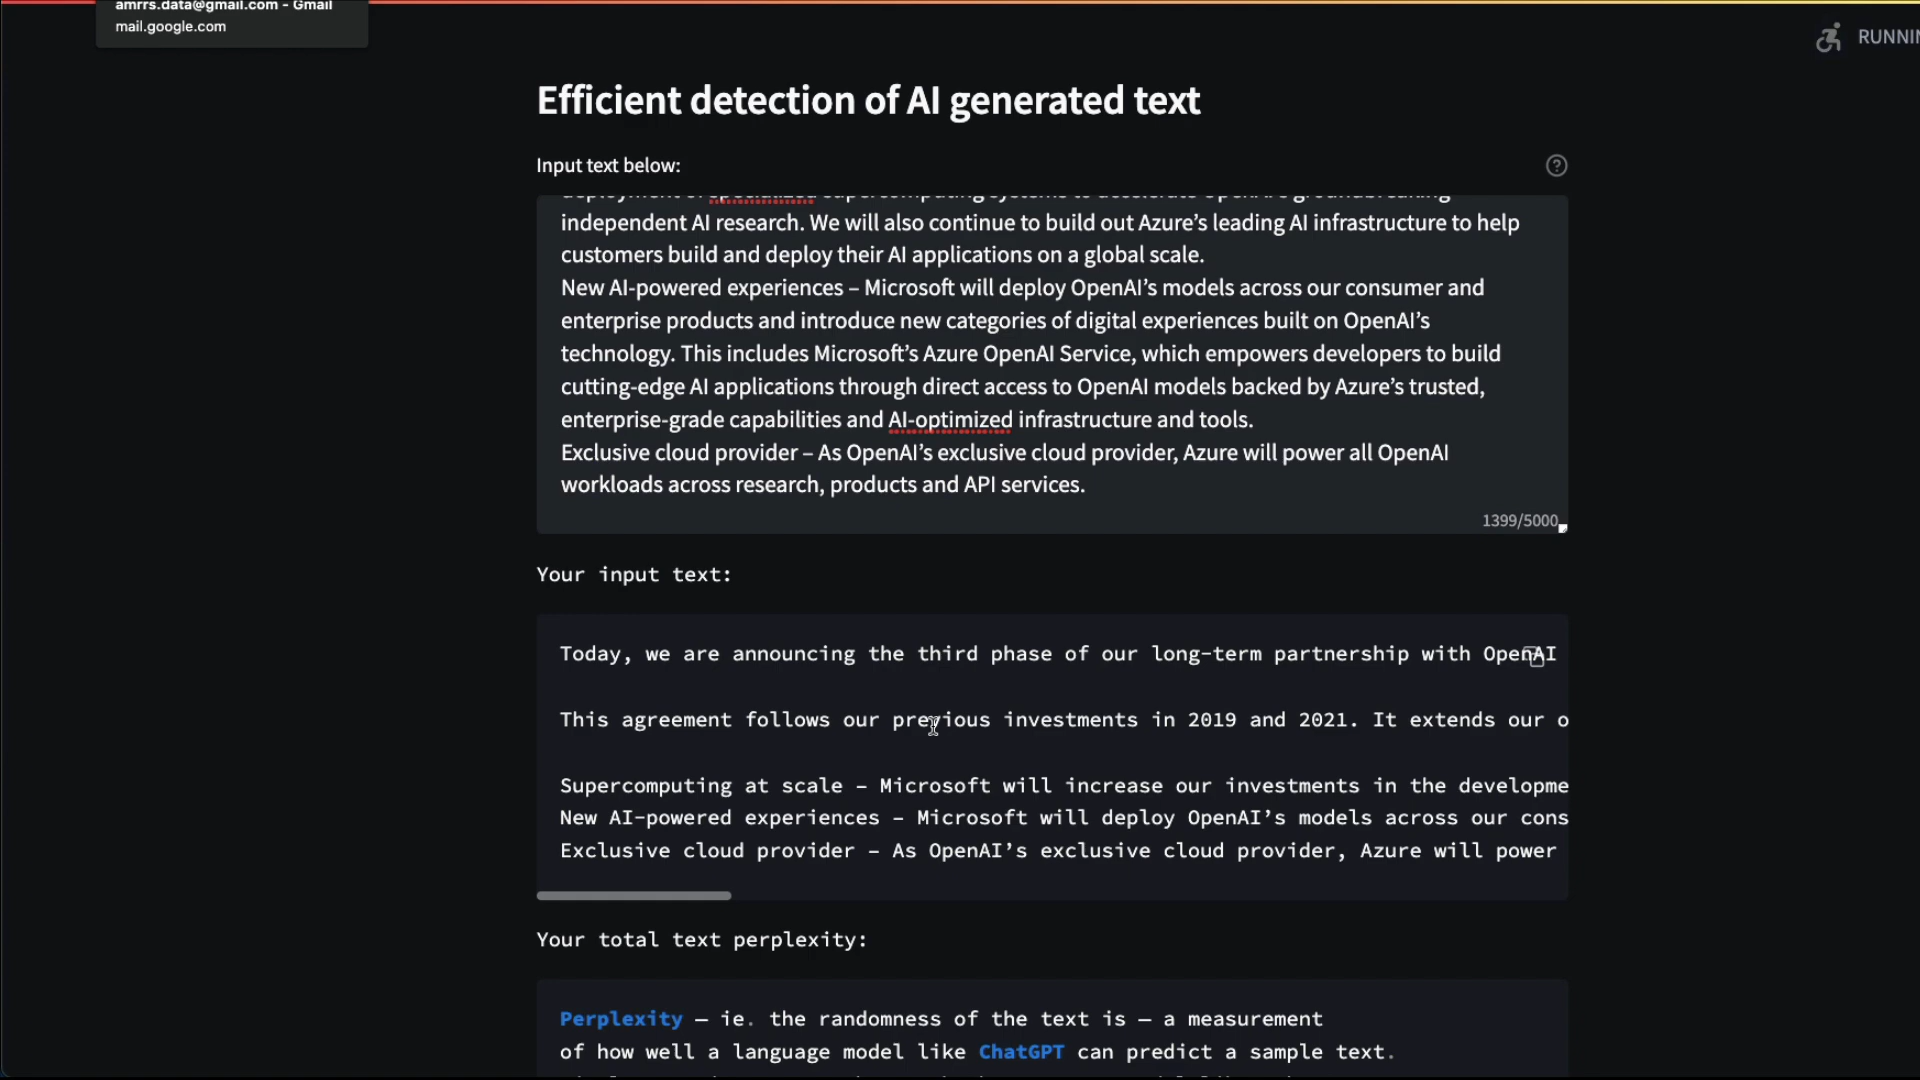 amrrs.data@gmail.com - Gmail
mail.google.com
RUNNIN
Efficient detection of AI generated text
Input text below:
deployment of specialized supercomputing systems to accelerate OpenAI's groundbreaking
independent AI research. We will also continue to build out Azure’s leading AI infrastructure to help
customers build and deploy their AI applications on a global scale.
New AI-powered experiences – Microsoft will deploy OpenAI’s models across our consumer and
enterprise products and introduce new categories of digital experiences built on OpenAI’s
technology. This includes Microsoft’s Azure OpenAI Service, which empowers developers to build
cutting-edge AI applications through direct access to OpenAI models backed by Azure’s trusted,
enterprise-grade capabilities and AI-optimized infrastructure and tools.
Exclusive cloud provider – As OpenAI’s exclusive cloud provider, Azure will power all OpenAI
workloads across research, products and API services.
1399/5000
Your input text:
Today, we are announcing the third phase of our long-term partnership with OpenAI
This agreement follows our previous investments in 2019 and 2021. It extends our o
Supercomputing at scale – Microsoft will increase our investments in the developme
New AI-powered experiences – Microsoft will deploy OpenAI’s models across our cons
Exclusive cloud provider – As OpenAI’s exclusive cloud provider, Azure will power
Your total text perplexity:
Perplexity — ie. the randomness of the text is — a measurement
of how well a language model like ChatGPT can predict a sample text.